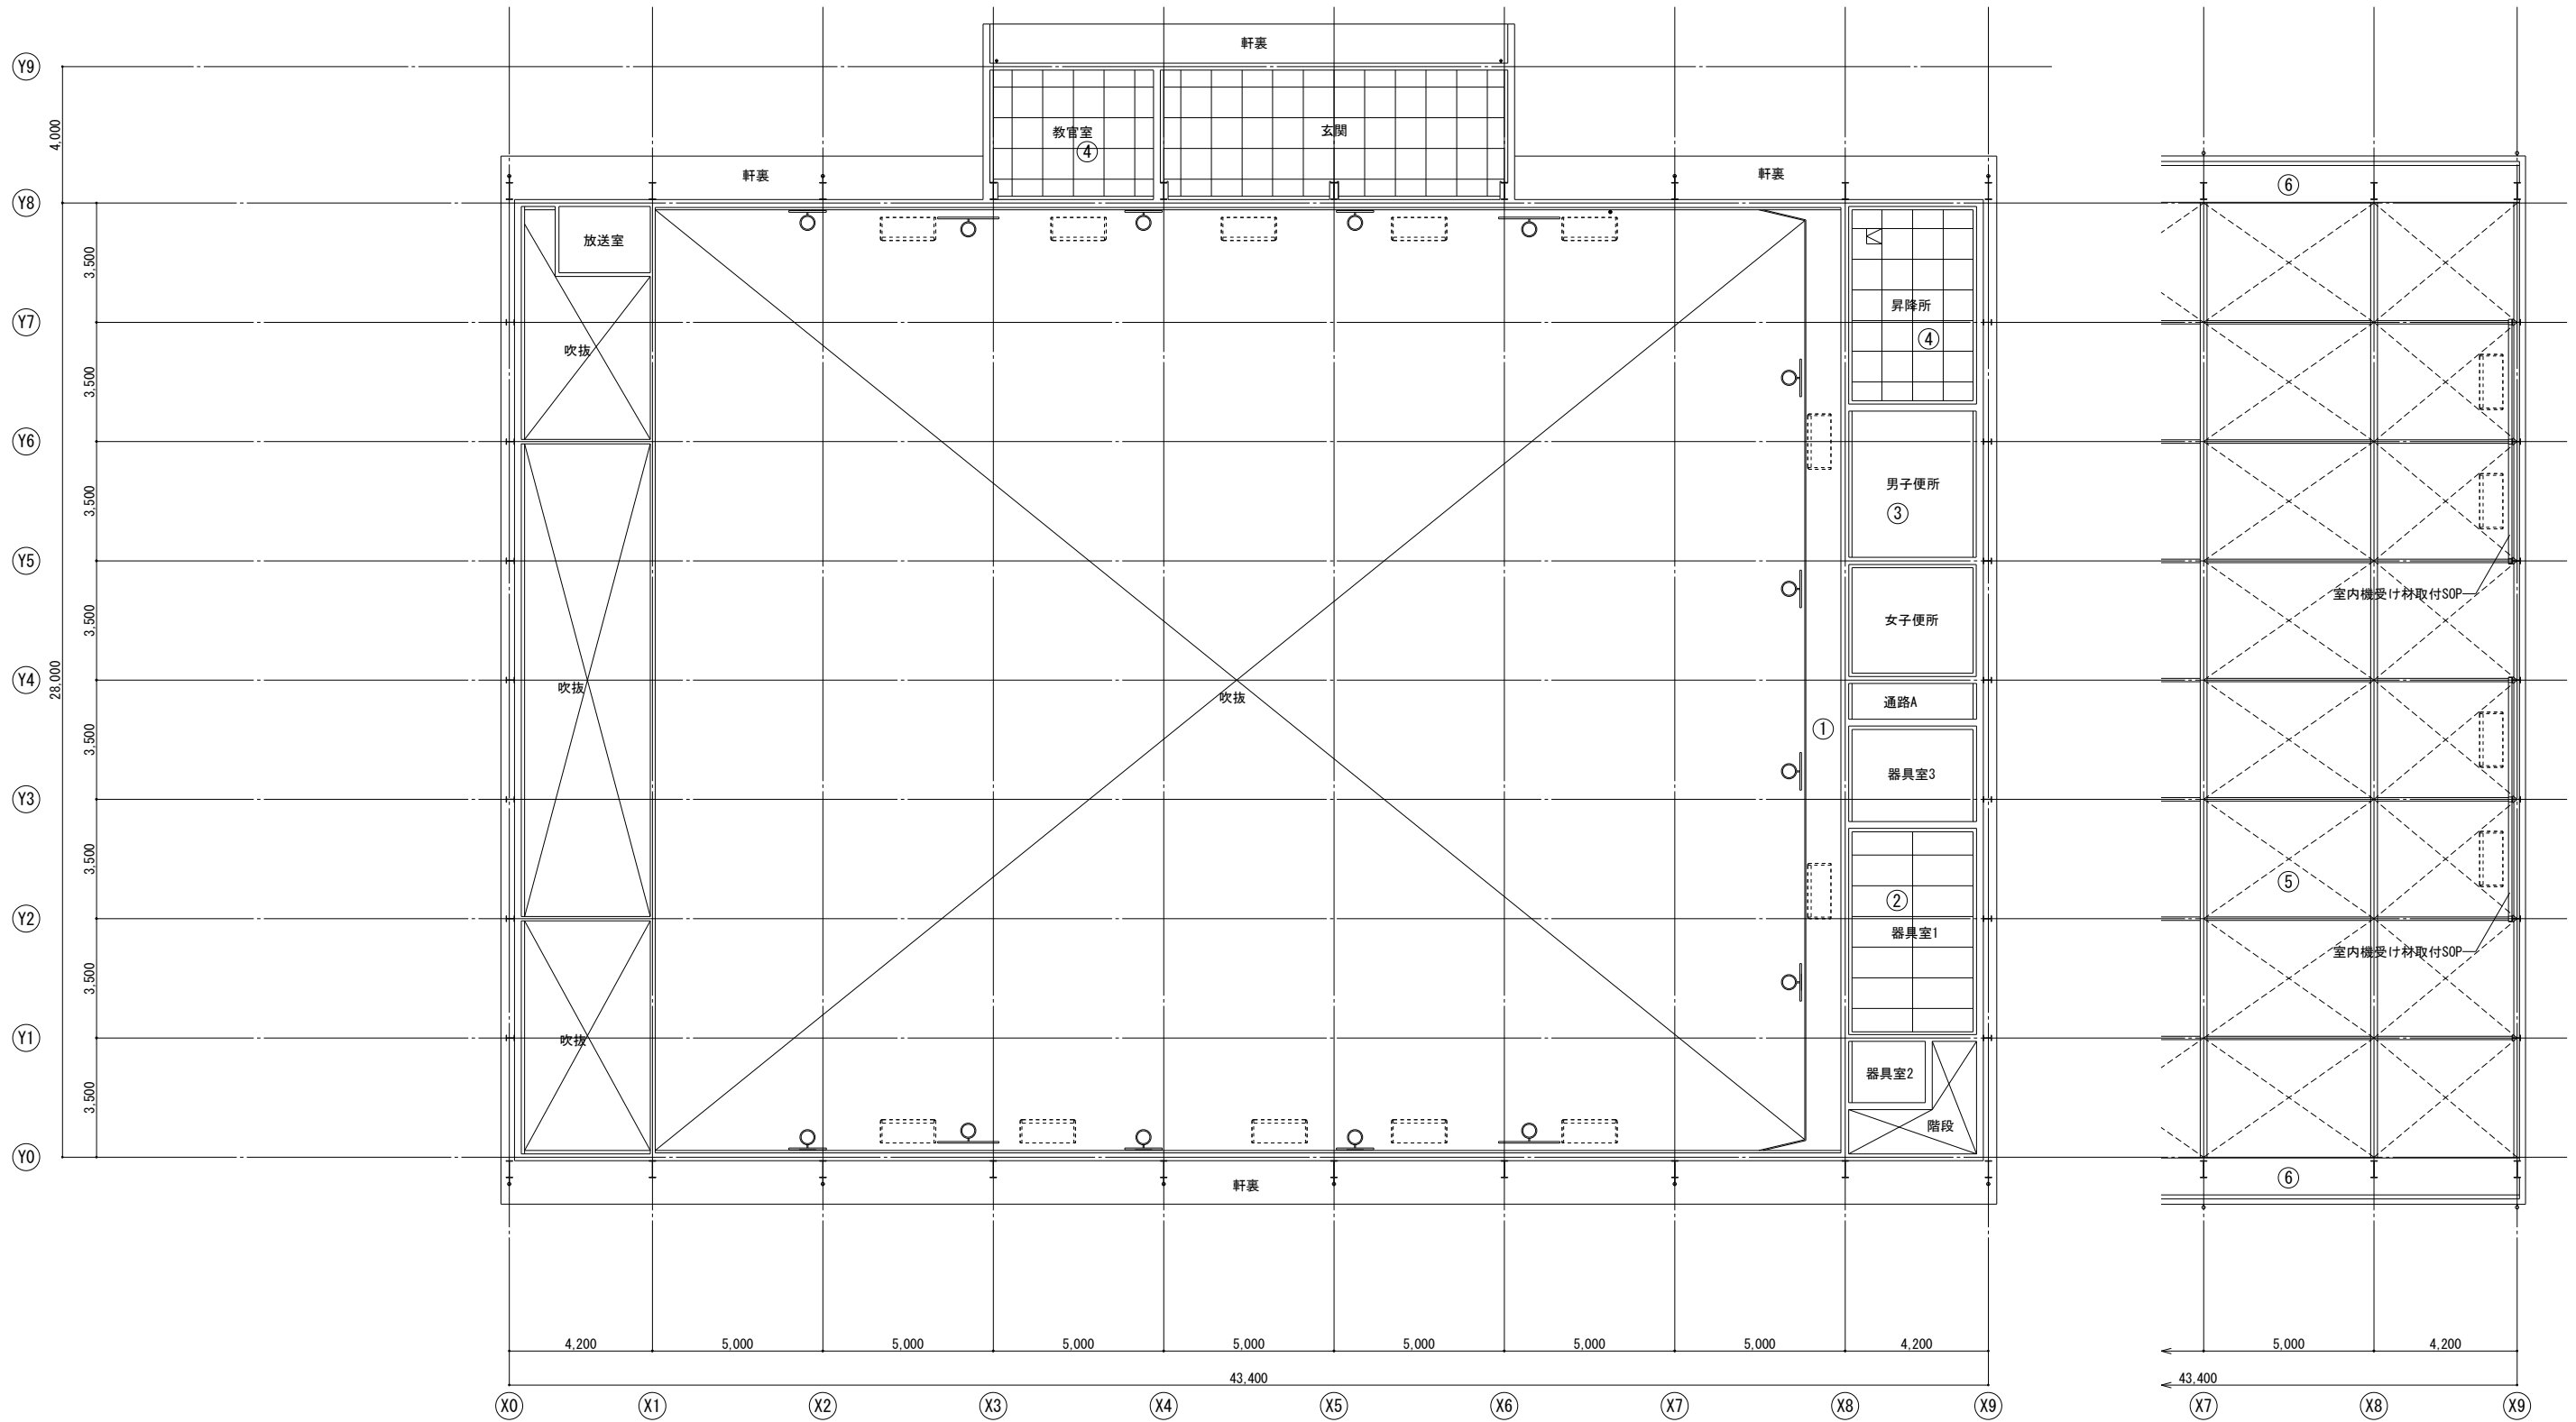 軒裏
Y9
4,000
教官室
④
玄関
軒裏
軒裏
⑥
Y8
放送室
3,500
昇降所
④
Y7
吹抜
3,500
Y6
男子便所
③
3,500
Y5
室内機受け材取付SOP
女子便所
3,500
Y4
28,000
吹抜
吹抜
通路A
①
3,500
器具室3
Y3
3,500
⑤
②
Y2
器具室1
室内機受け材取付SOP
3,500
Y1
吹抜
器具室2
3,500
階段
Y0
軒裏
⑥
4,200
5,000
5,000
5,000
5,000
5,000
5,000
5,000
4,200
5,000
4,200
43,400
43,400
X0
X1
X2
X3
X4
X5
X6
X7
X8
X9
X7
X8
X9